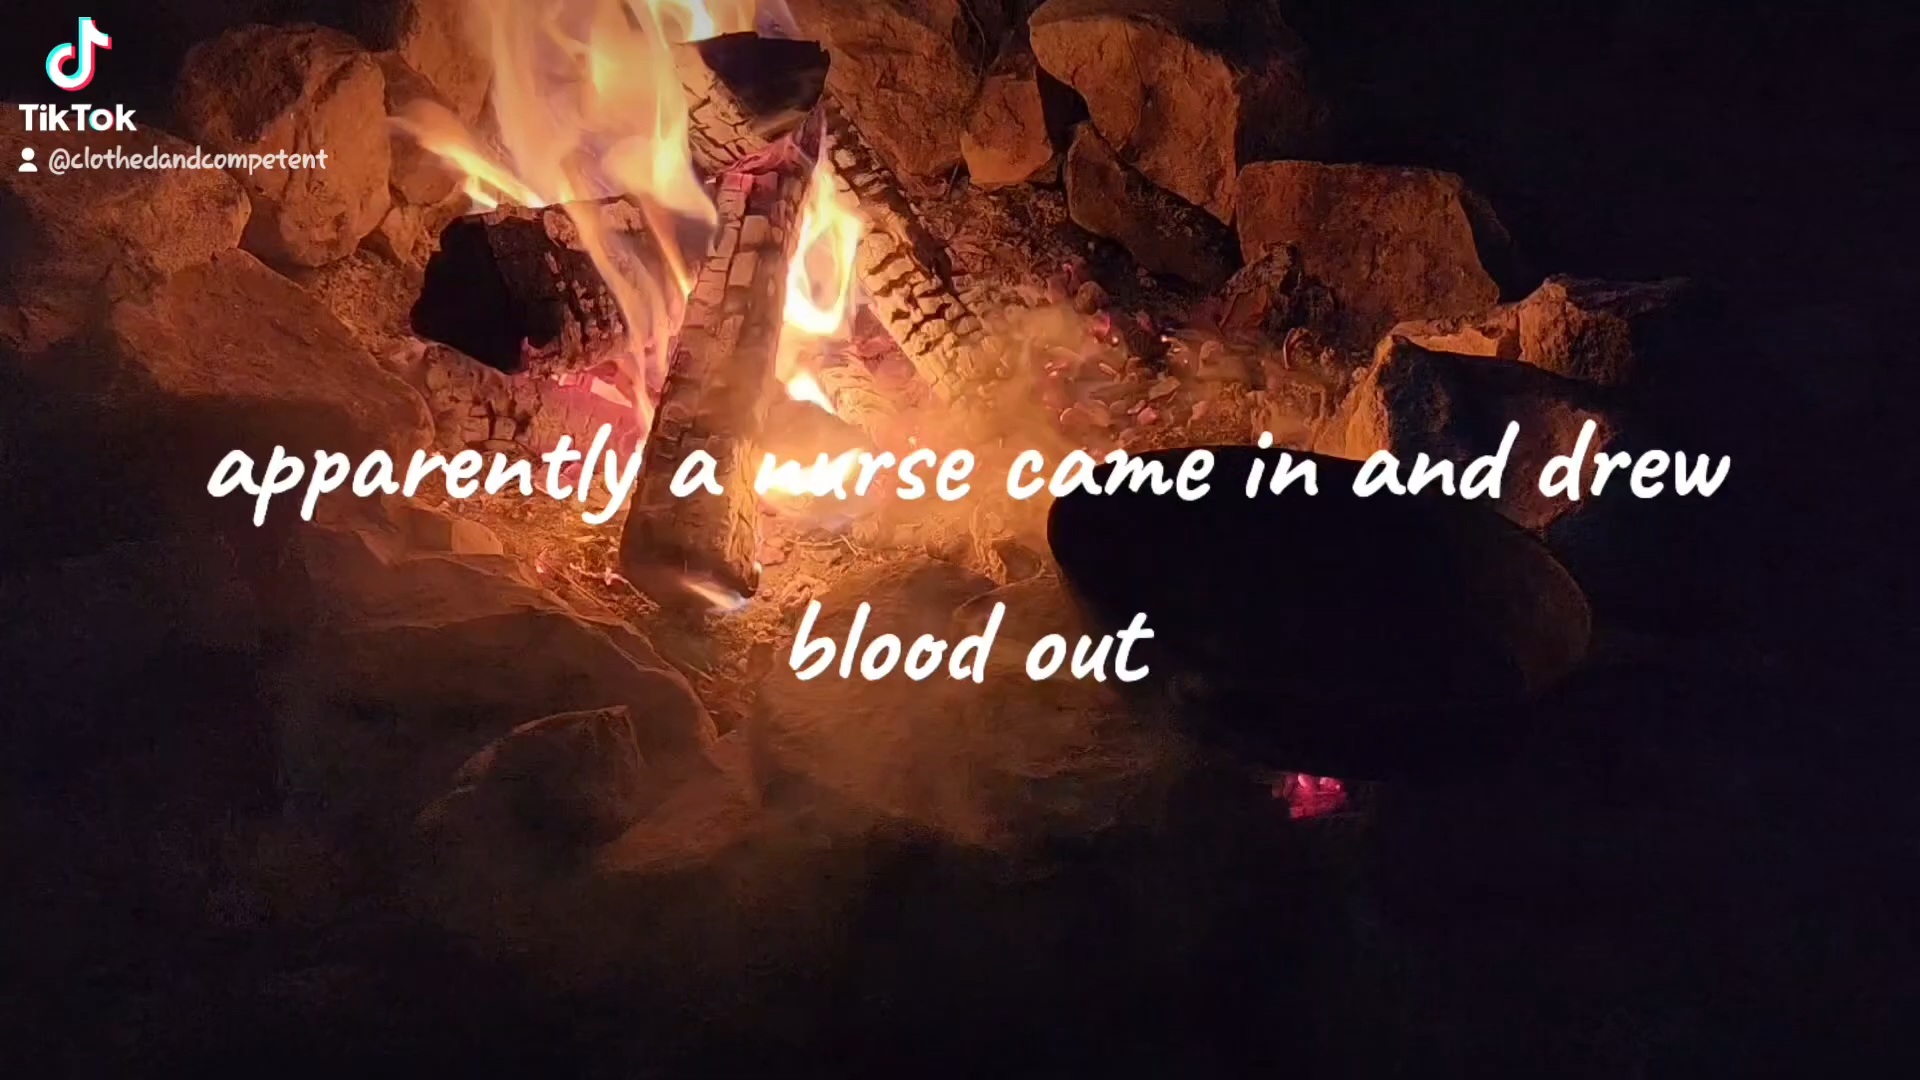 TikTok
@clothedandcompetent
apparently a nurse came in and drew
blood out